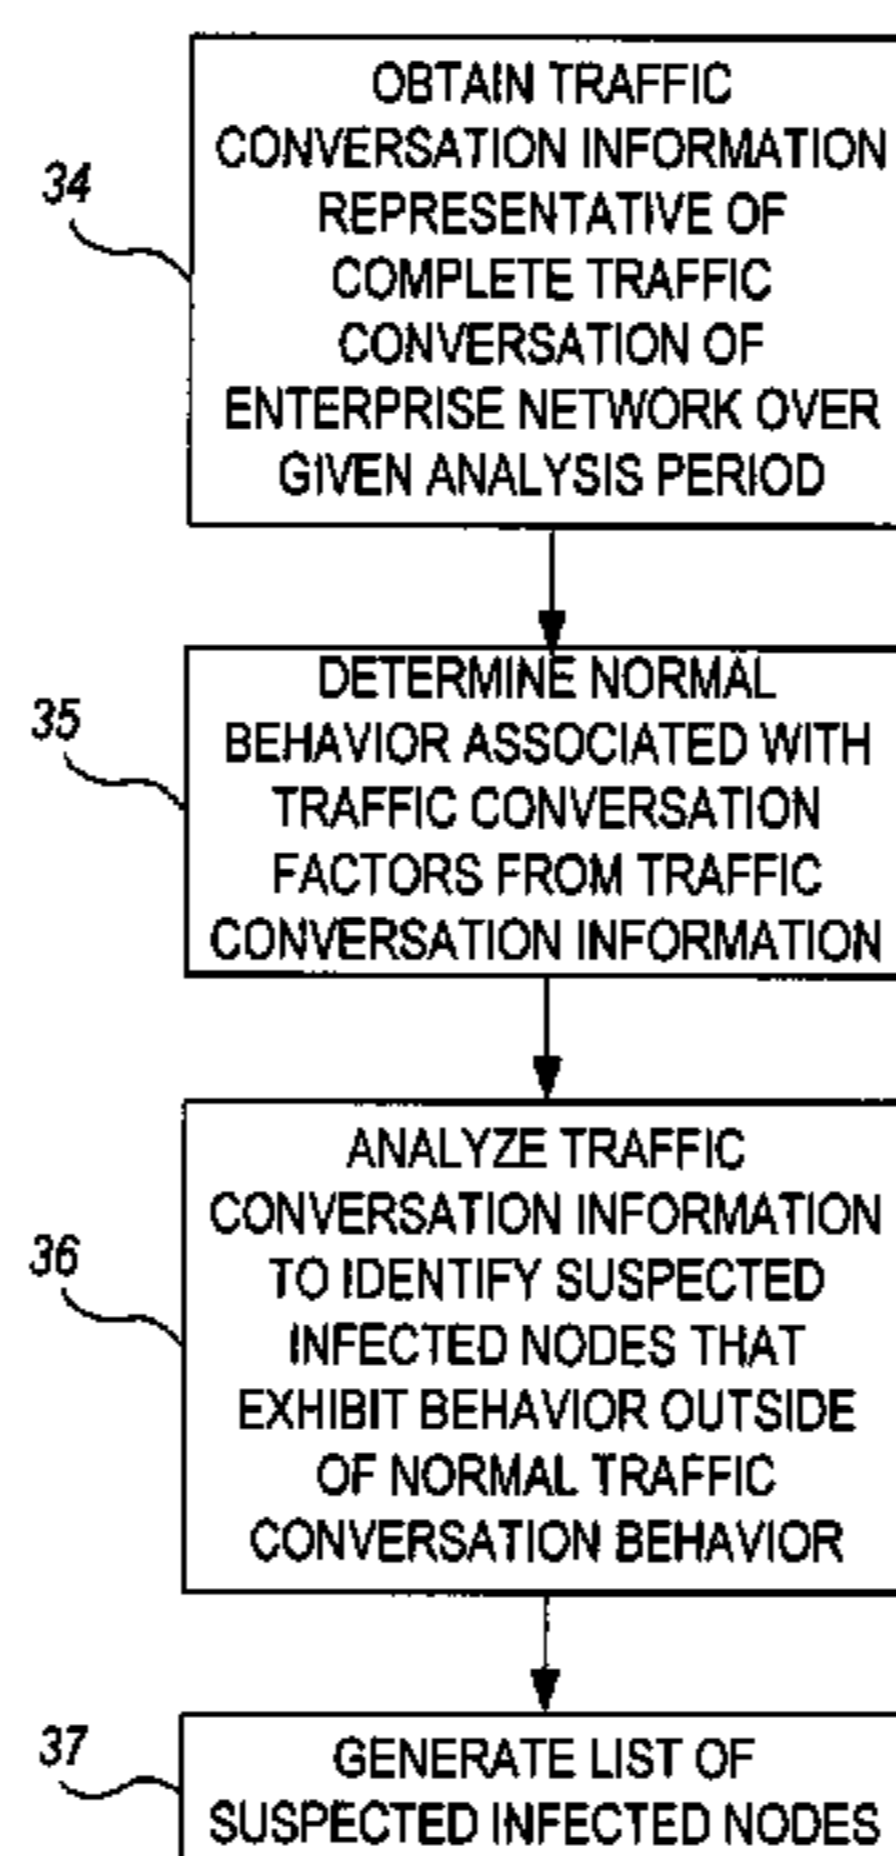 34
OBTAIN TRAFFIC
CONVERSATION INFORMATION
REPRESENTATIVE OF
COMPLETE TRAFFIC
CONVERSATION OF
ENTERPRISE NETWORK OVER
GIVEN ANALYSIS PERIOD
35
DETERMINE NORMAL
BEHAVIOR ASSOCIATED WITH
TRAFFIC CONVERSATION
FACTORS FROM TRAFFIC
CONVERSATION INFORMATION
36
ANALYZE TRAFFIC
CONVERSATION INFORMATION
TO IDENTIFY SUSPECTED
INFECTED NODES THAT
EXHIBIT BEHAVIOR OUTSIDE
OF NORMAL TRAFFIC
CONVERSATION BEHAVIOR
37
GENERATE LIST OF
SUSPECTED INFECTED NODES